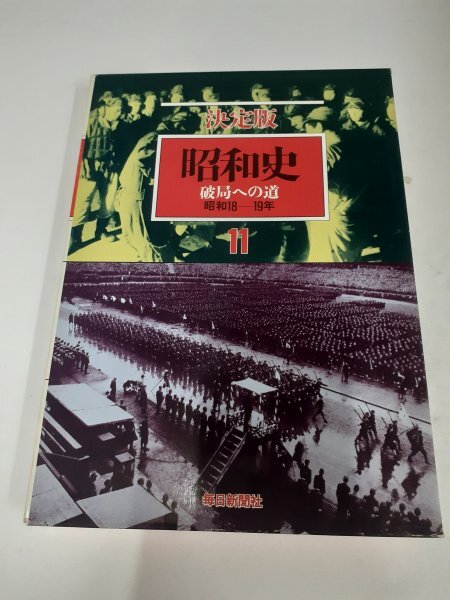 決定版
昭和史
破局への道
昭和18—19年
11
毎日新聞社